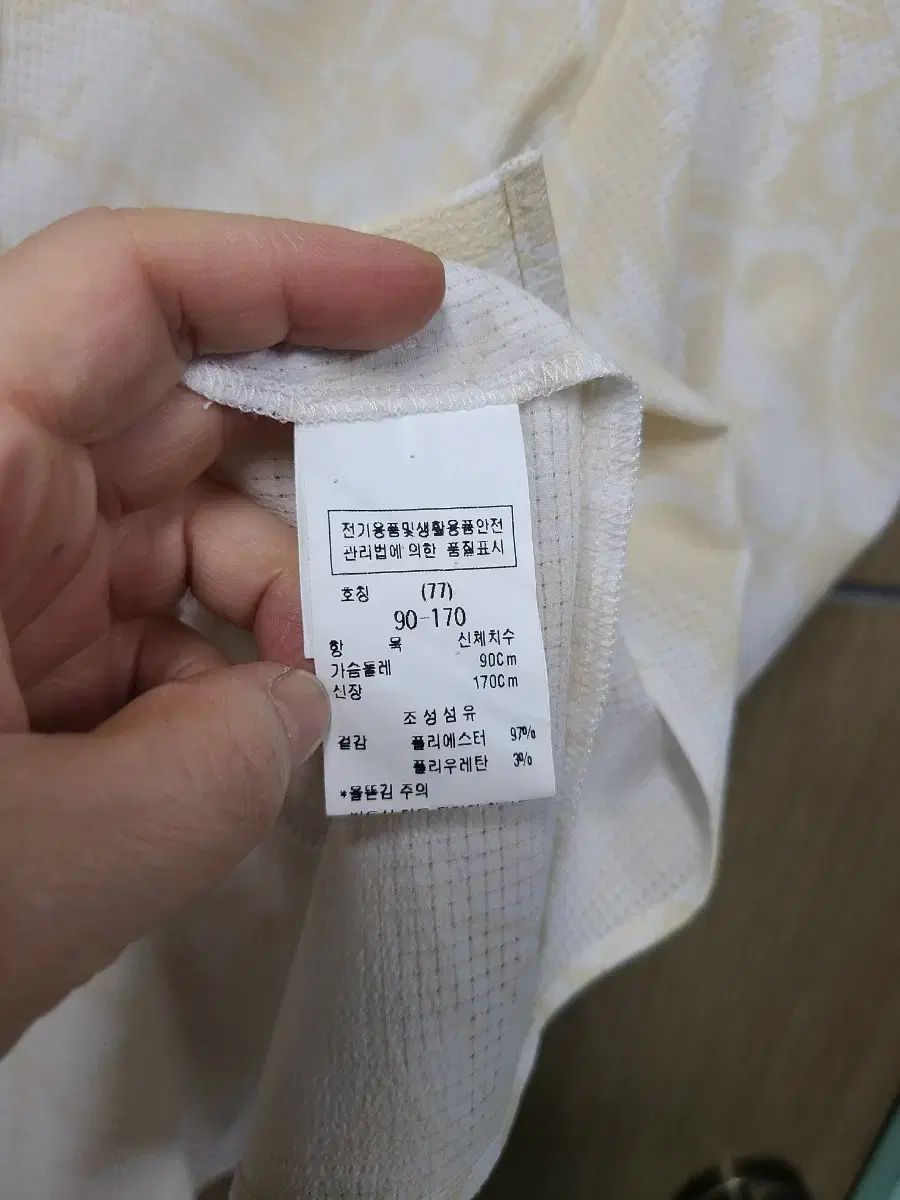 전기용품및생활용품안전
관리법에 의한 품질표시
호칭 (77)
90-170
항 목 신체치수
가슴둘레 90Cm
신장 170Cm
조성섬유
겉감 폴리에스터 97%
폴리우레탄 3%
*올뜯김 주의